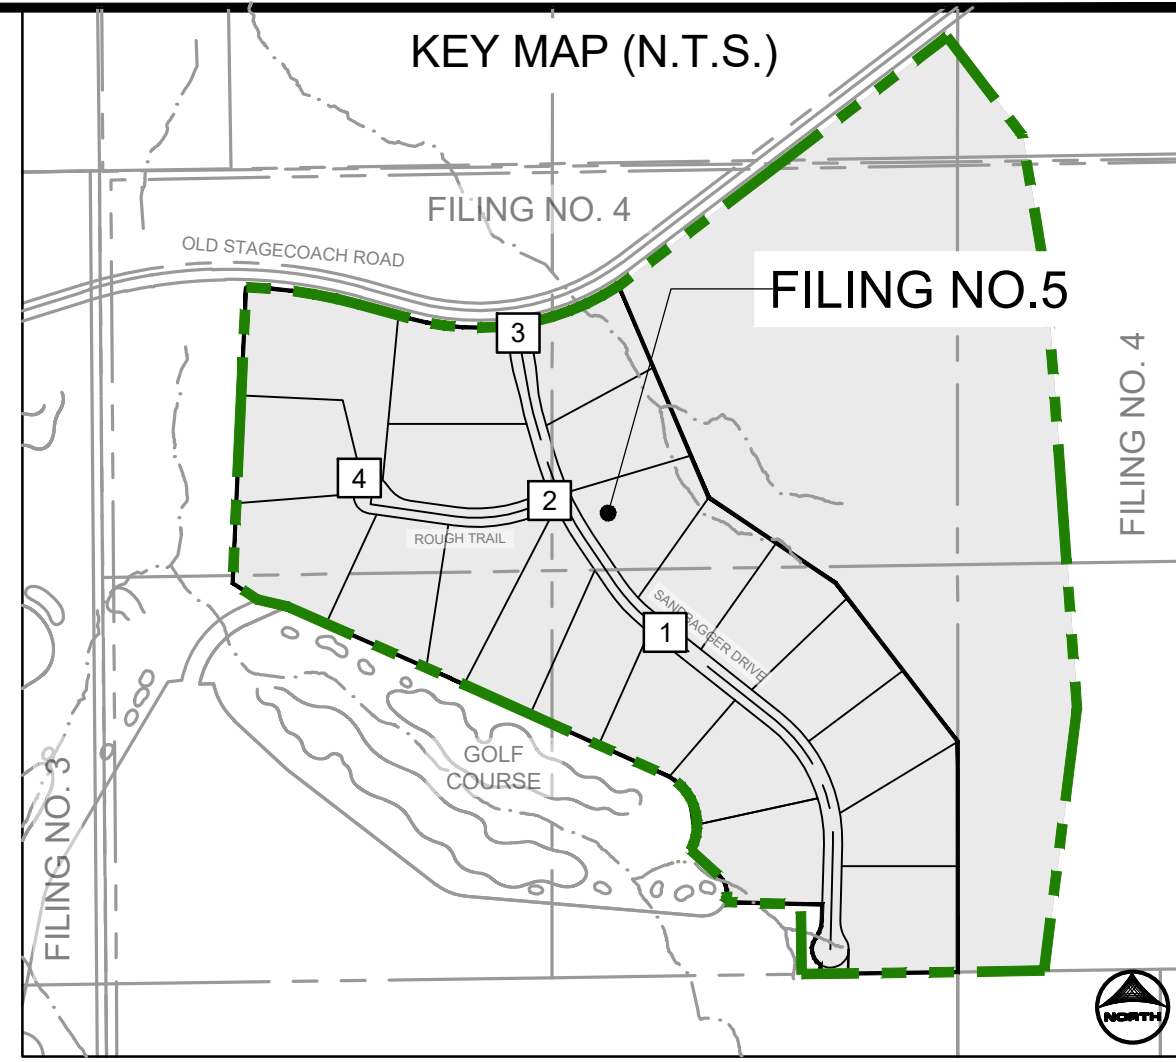 KEY MAP (N.T.S.)
FILING NO. 4
OLD STAGECOACH ROAD
FILING NO.5
3
FILING NO. 4
4
2
ROUGH TRAIL
SANDBAGGER DRIVE
1
GOLF
COURSE
FILING NO. 3
NORTH